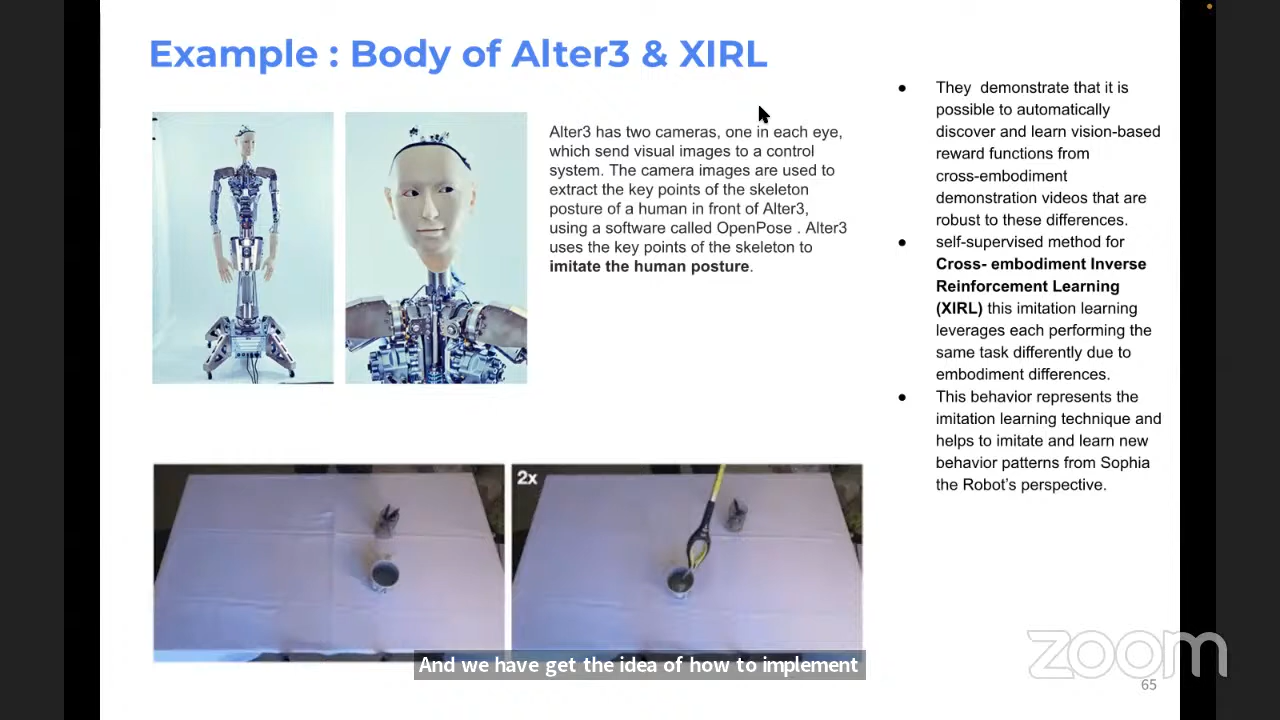 Example : Body of Alter3 & XIRL
Alter3 has two cameras, one in each eye,
which send visual images to a control
system. The camera images are used to
extract the key points of the skeleton
posture of a human in front of Alter3,
using a software called OpenPose . Alter3
uses the key points of the skeleton to
imitate the human posture.
● They demonstrate that it is
possible to automatically
discover and learn vision-based
reward functions from
cross-embodiment
demonstration videos that are
robust to these differences.
● self-supervised method for
Cross- embodiment Inverse
Reinforcement Learning
(XIRL) this imitation learning
leverages each performing the
same task differently due to
embodiment differences.
● This behavior represents the
imitation learning technique and
helps to imitate and learn new
behavior patterns from Sophia
the Robot's perspective.
2x
And we have get the idea of how to implement
zoom
65